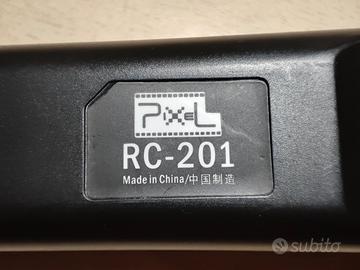 PIXEL
RC-201
Made in China/中国制造
subito